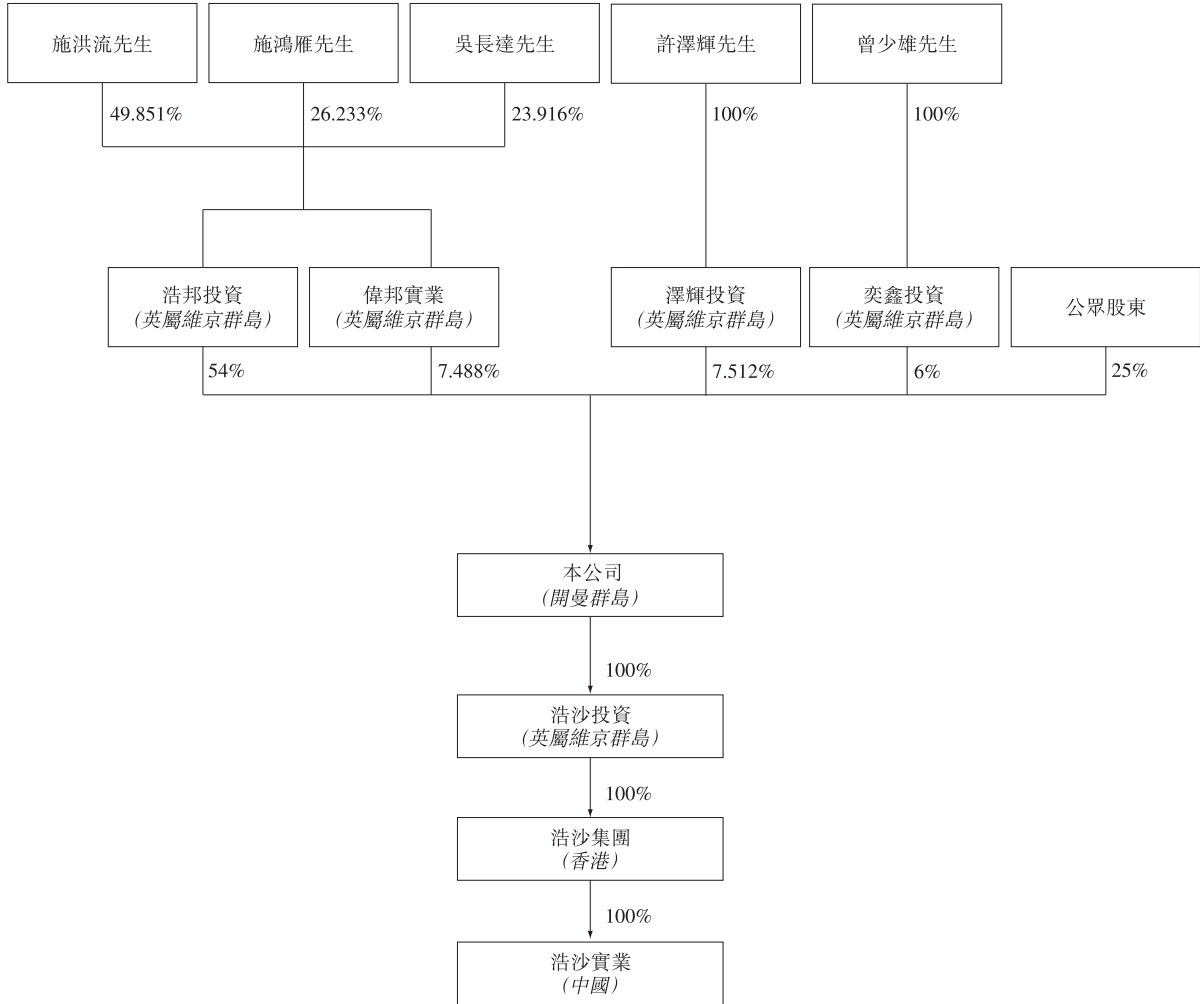 施洪流先生
施鴻雁先生
吳長達先生
許澤輝先生
曾少雄先生
49.851%
26.233%
23.916%
100%
100%
浩邦投資
(英屬維京群島)
偉邦實業
(英屬維京群島)
澤輝投資
(英屬維京群島)
奕鑫投資
(英屬維京群島)
公眾股東
54%
7.488%
7.512%
6%
25%
本公司
(開曼群島)
100%
浩沙投資
(英屬維京群島)
100%
浩沙集團
(香港)
100%
浩沙實業
(中國)